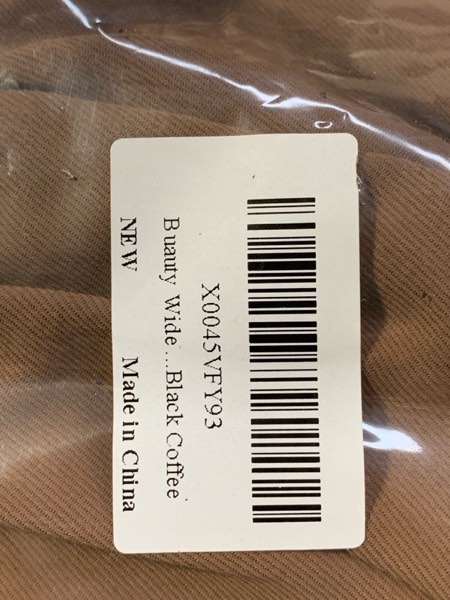 X0045VFY93
Buauty Wide ...Black Coffee
NEW Made in China